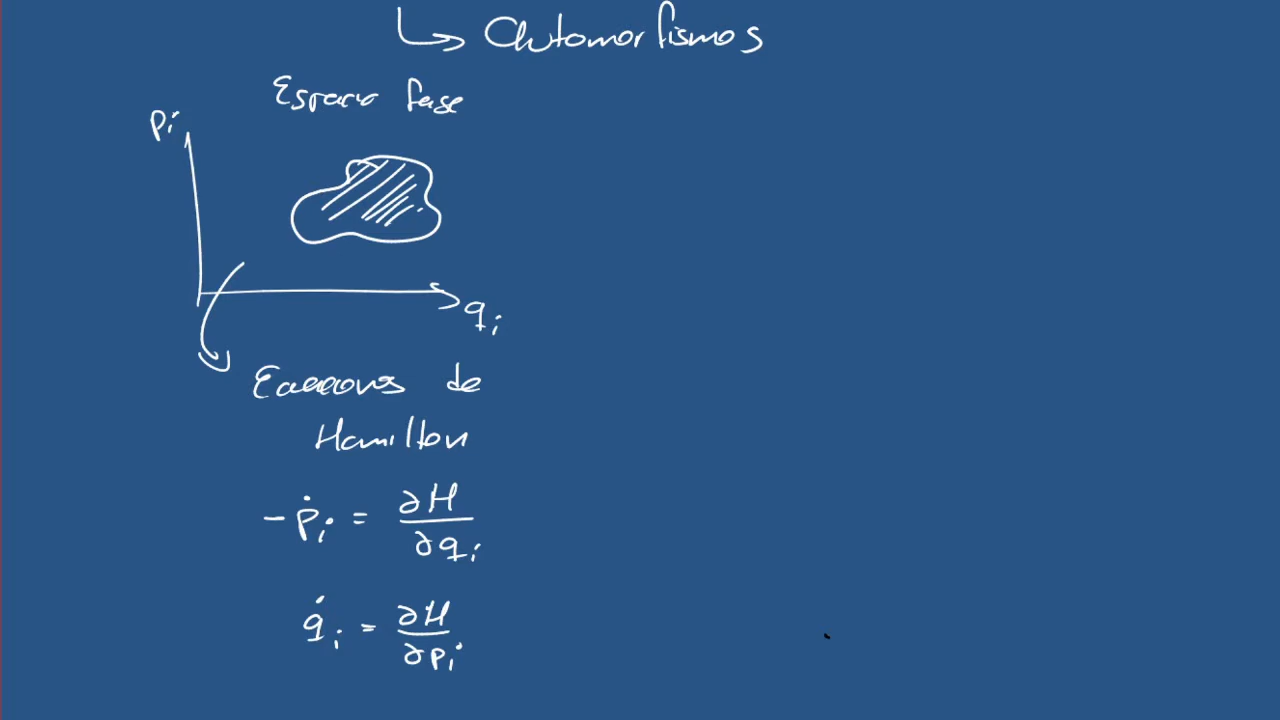 ↳ Automorfismos
Espacio fase
pᵢ
qᵢ
Ecuaciones de
Hamilton
-ṗᵢ = ∂H/∂qᵢ
q̇ᵢ = ∂H/∂pᵢ